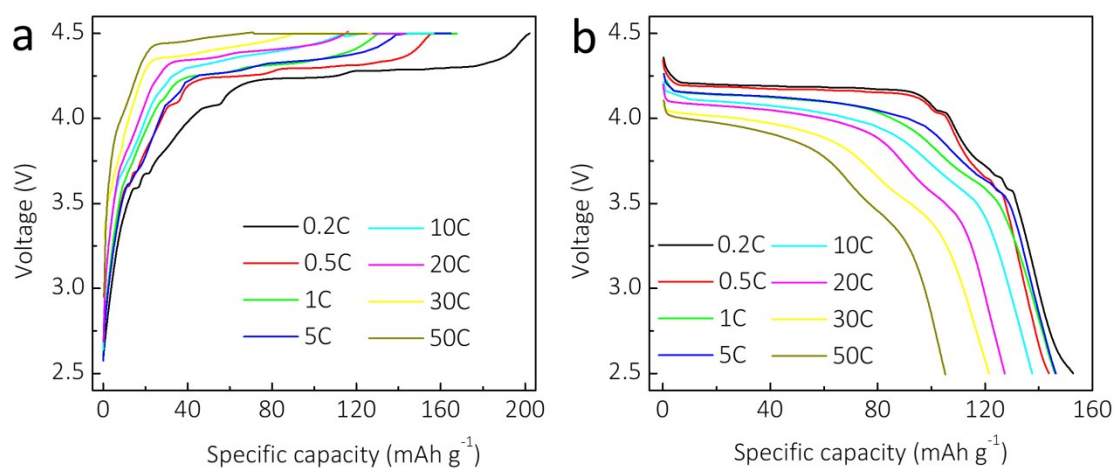 a
4.5
4.0
3.5
3.0
2.5
Voltage (V)
0.2C
0.5C
1C
5C
10C
20C
30C
50C
0 40 80 120 160 200
Specific capacity (mAh g⁻¹)
b
4.5
4.0
3.5
3.0
2.5
Voltage (V)
0.2C
0.5C
1C
5C
10C
20C
30C
50C
0 40 80 120 160
Specific capacity (mAh g⁻¹)